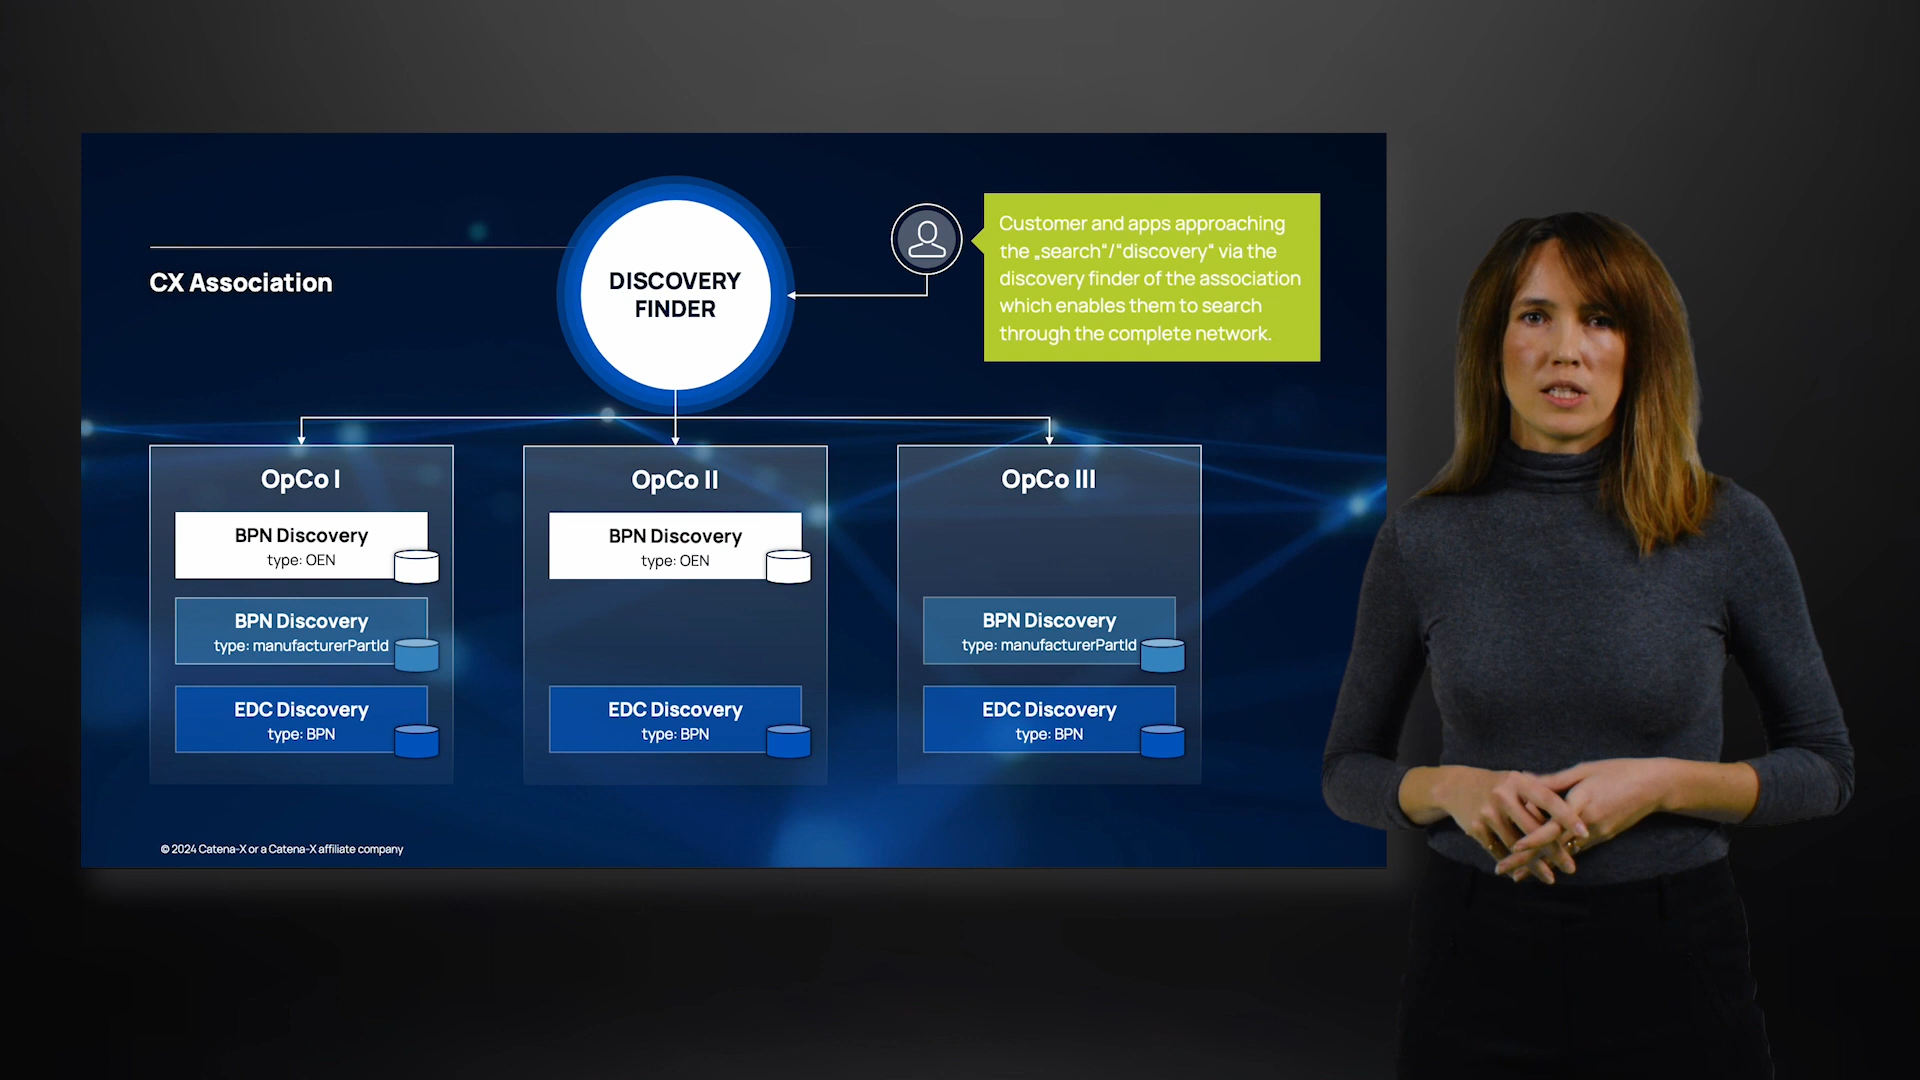 CX Association
DISCOVERY
FINDER
Customer and apps approaching
the „search“/“discovery“ via the
discovery finder of the association
which enables them to search
through the complete network.
OpCo I
BPN Discovery
type: OEN
BPN Discovery
type: manufacturerPartId
EDC Discovery
type: BPN
OpCo II
BPN Discovery
type: OEN
EDC Discovery
type: BPN
OpCo III
BPN Discovery
type: manufacturerPartId
EDC Discovery
type: BPN
© 2024 Catena-X or a Catena-X affiliate company